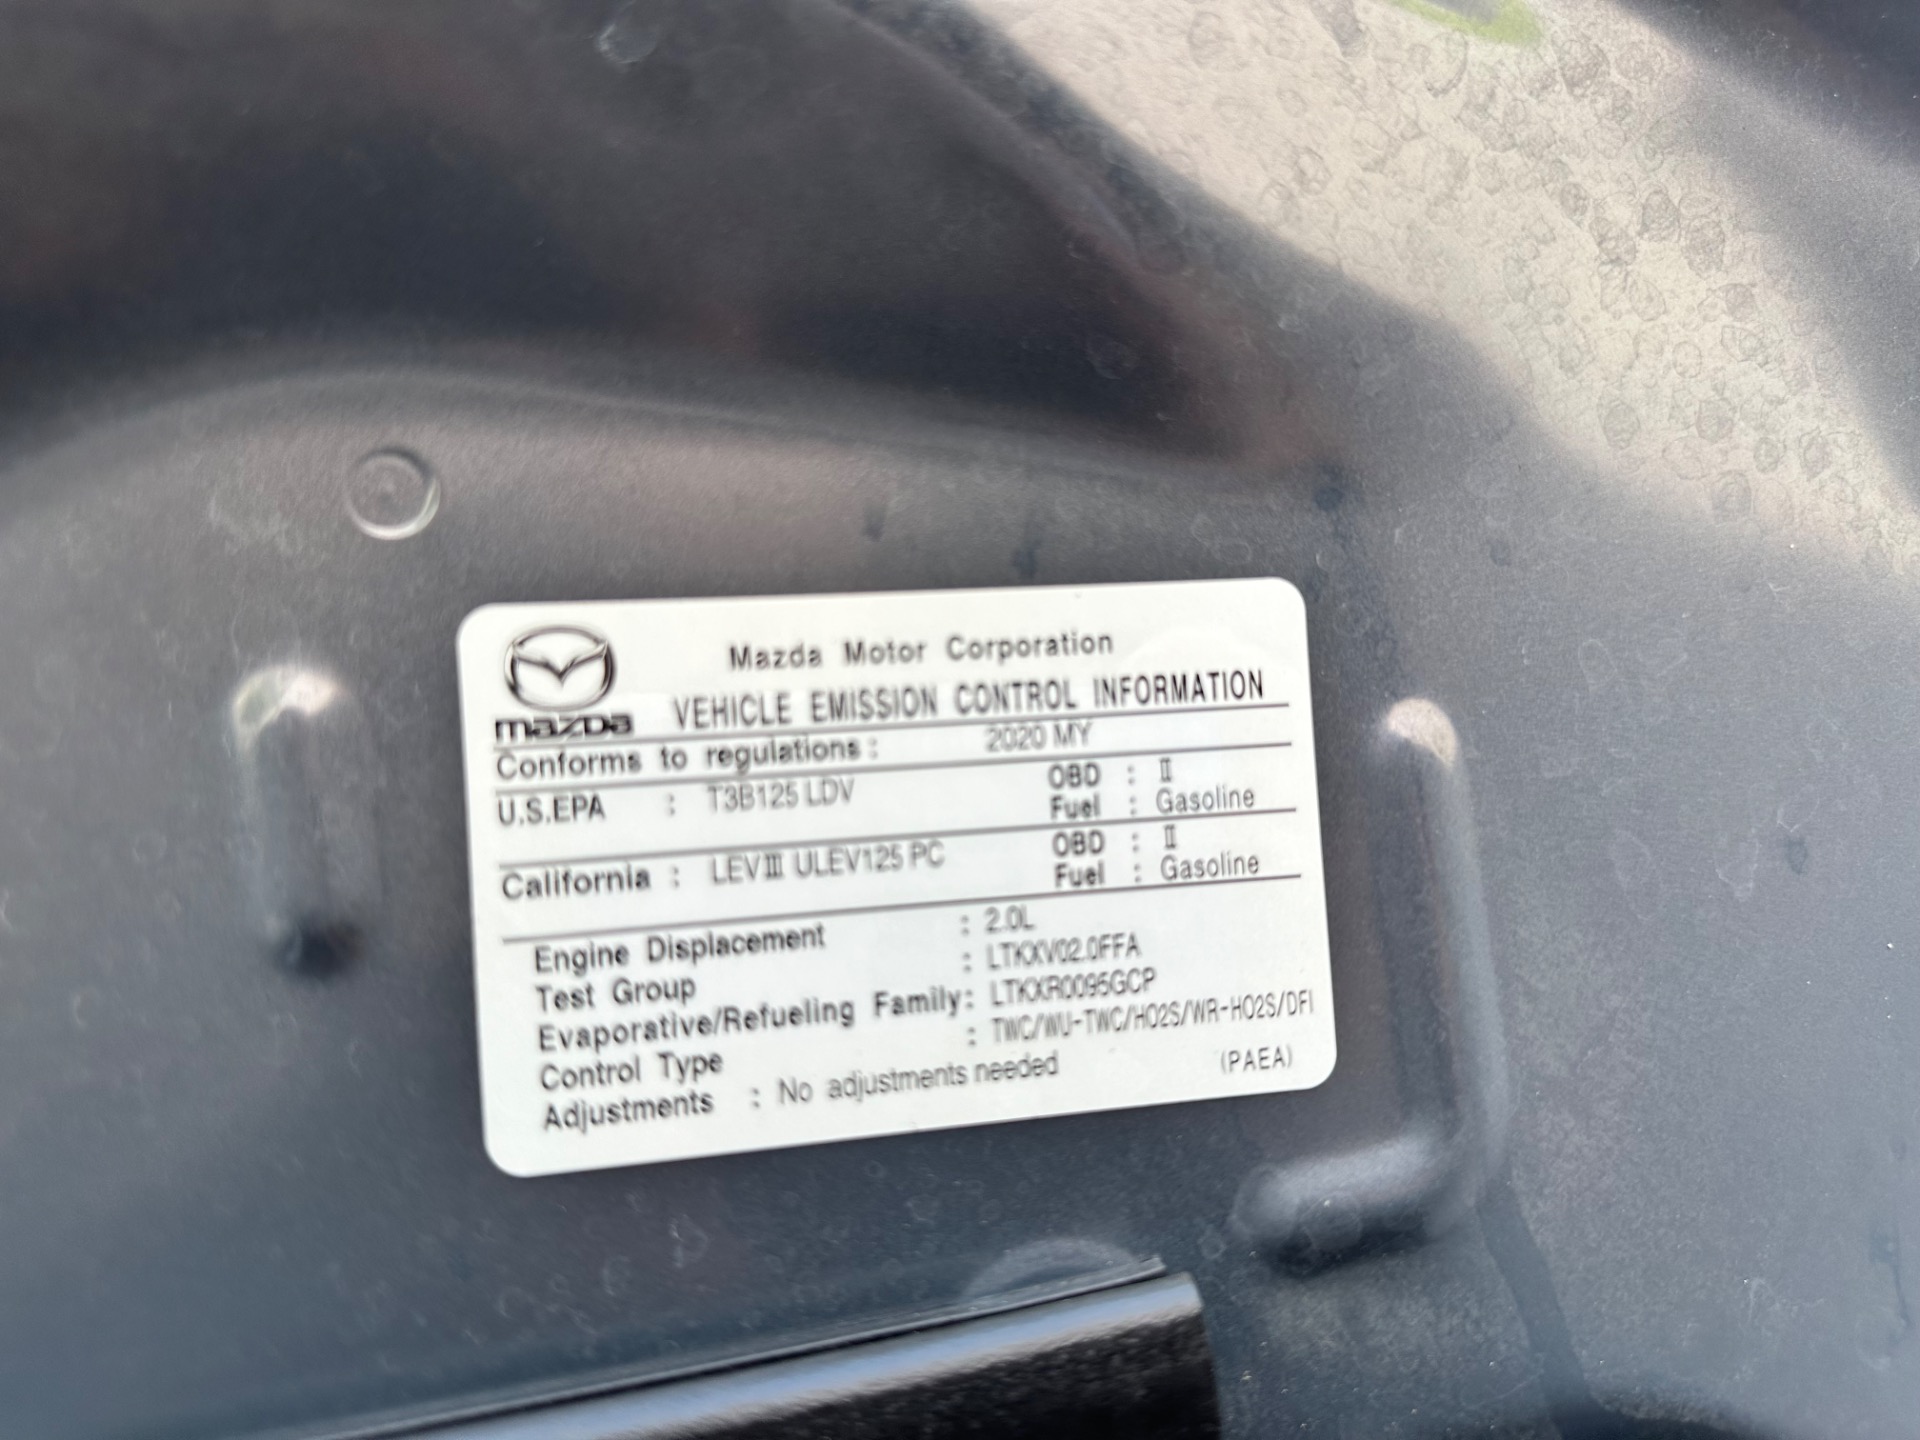 Mazda Motor Corporation
mazda VEHICLE EMISSION CONTROL INFORMATION
Conforms to regulations : 2020 MY
U.S.EPA : T3B125 LDV OBD : Ⅱ
Fuel : Gasoline
California : LEVⅢ ULEV125 PC OBD : Ⅱ
Fuel : Gasoline
Engine Displacement : 2.0L
Test Group : LTKXV02.0FFA
Evaporative/Refueling Family : LTKXR0095GCP
Control Type : TWC/WU-TWC/HO2S/WR-HO2S/DFI
Adjustments : No adjustments needed (PAEA)